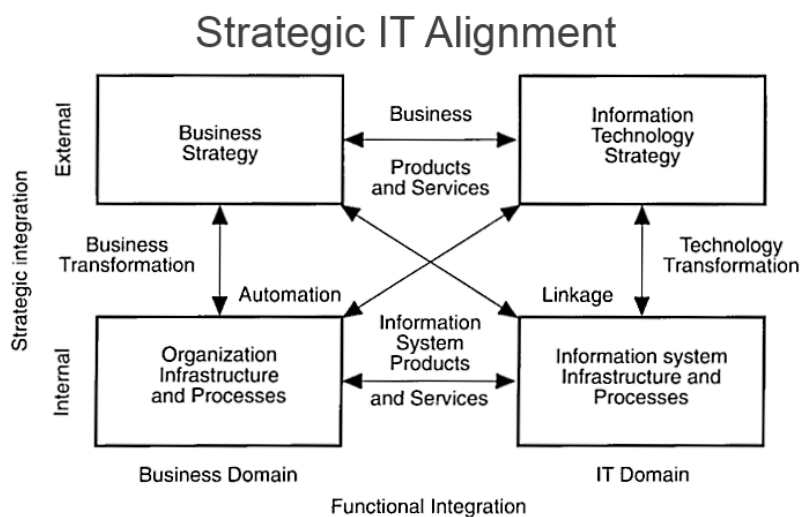 Strategic IT Alignment
External
Business
Strategy
Business
Products
and Services
Information
Technology
Strategy
Strategic integration
Business
Transformation
Automation
Linkage
Technology
Transformation
Internal
Organization
Infrastructure
and Processes
Information
System
Products
and Services
Information system
Infrastructure and
Processes
Business Domain
IT Domain
Functional Integration